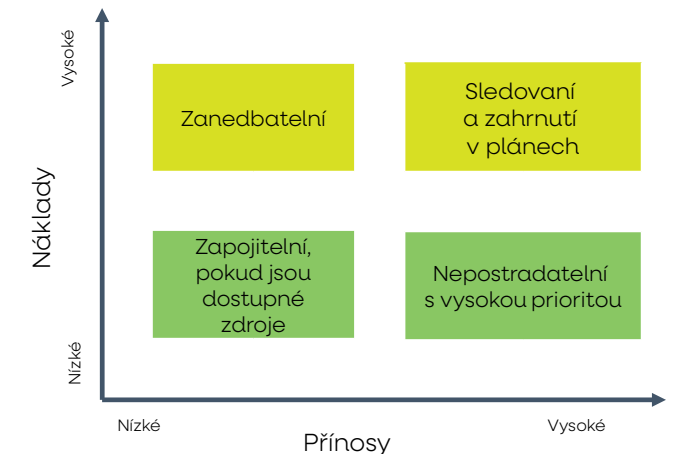 Vysoké
Náklady
Nízké
Zanedbatelní
Sledovaní
a zahrnutí
v plánech
Zapojitelní,
pokud jsou
dostupné
zdroje
Nepostradatelní
s vysokou prioritou
Nízké
Vysoké
Přínosy